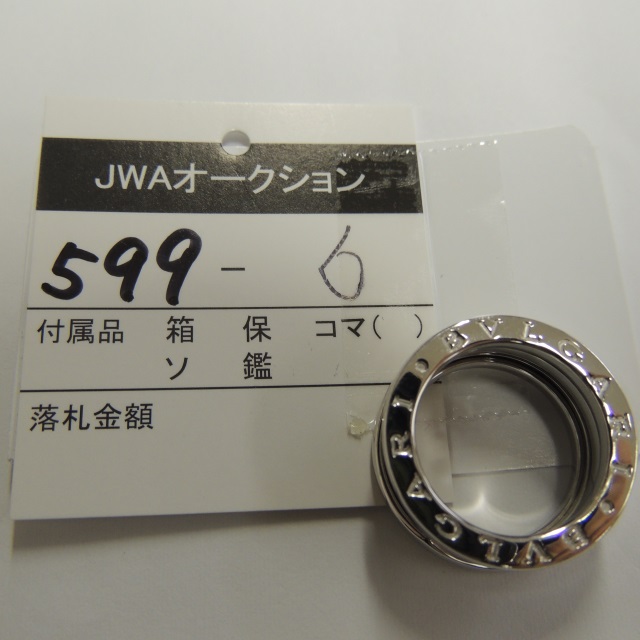 JWAオークション
599-6
付属品 箱 保 コマ( )
ソ 鑑
落札金額
BVLGARI・BVLGARI・